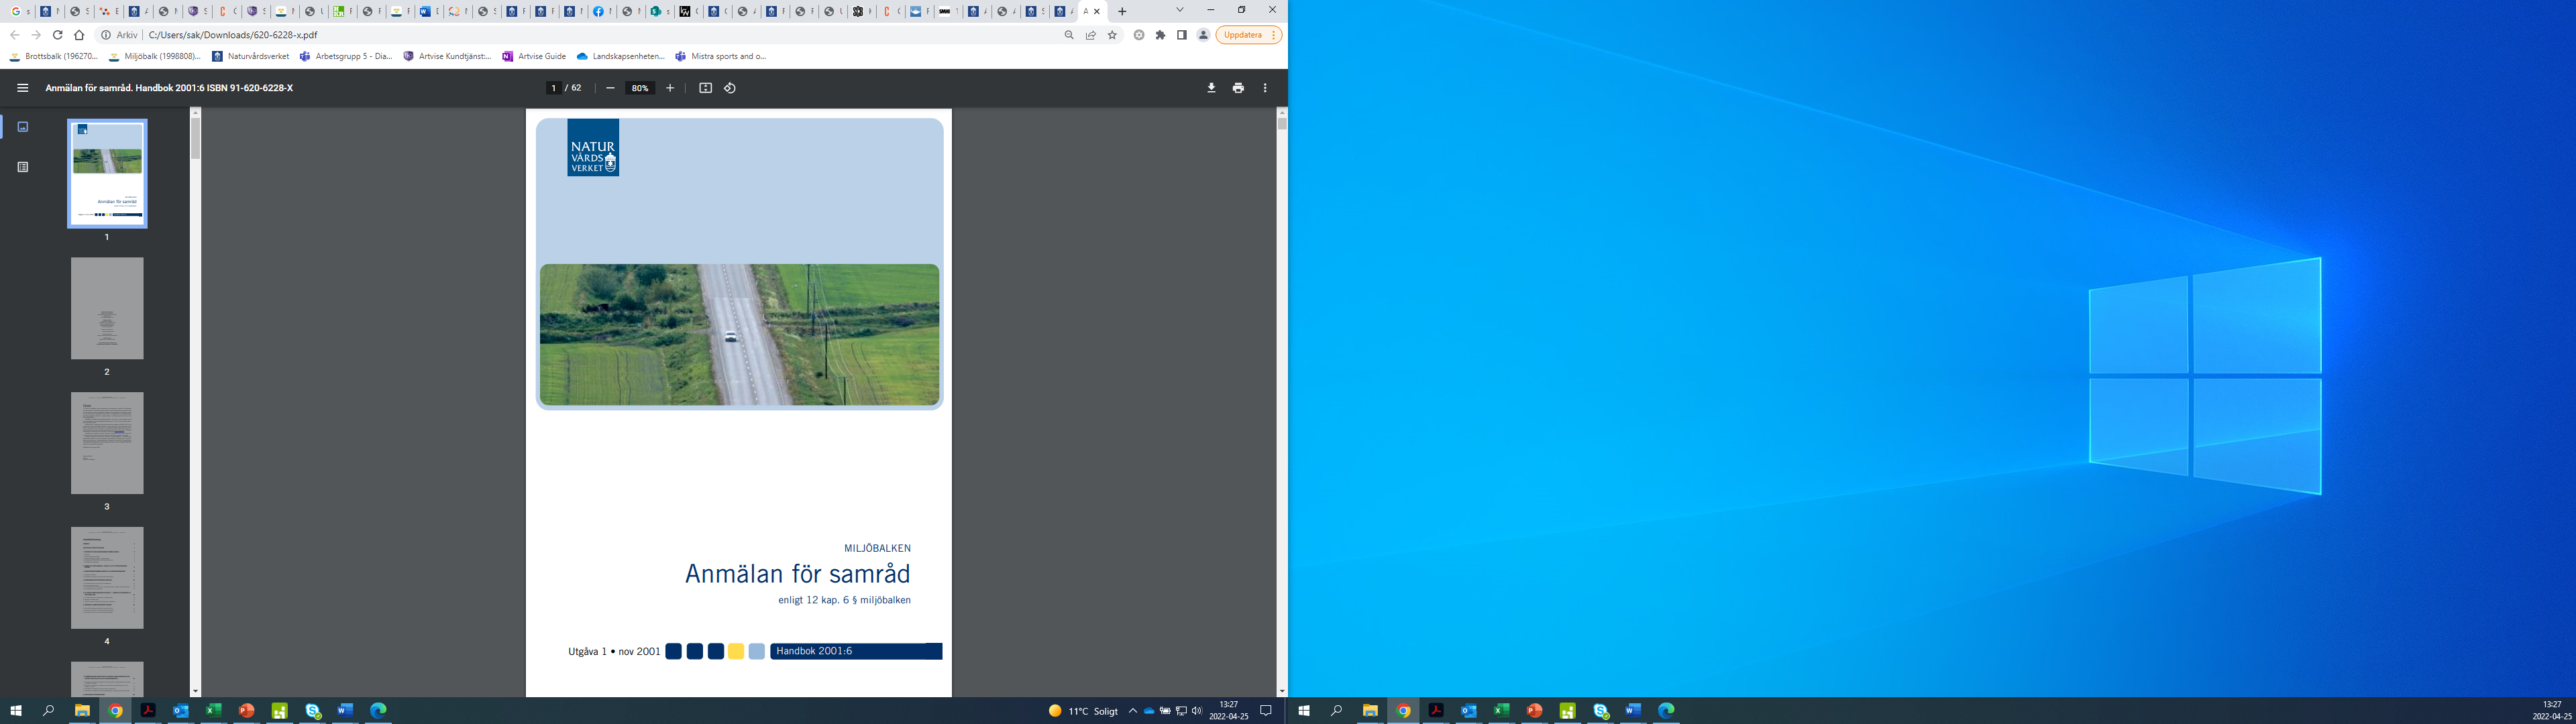 Arkiv
C:/Users/sak/Downloads/620-6228-x.pdf
Uppdatera
Brottsbalk (196270...
Miljöbalk (1998808)...
Naturvårdsverket
Arbetsgrupp 5 - Dia...
Artvise Kundtjänst:...
Artvise Guide
Landskapsenheten...
Mistra sports and o...
Anmälan för samråd. Handbok 2001:6 ISBN 91-620-6228-X
1 / 62
80%
1
2
3
4
NATUR
VÅRDS
VERKET
MILJÖBALKEN
Anmälan för samråd
enligt 12 kap. 6 § miljöbalken
Utgåva 1 • nov 2001
Handbok 2001:6
11°C Soligt
13:27
2022-04-25
13:27
2022-04-25